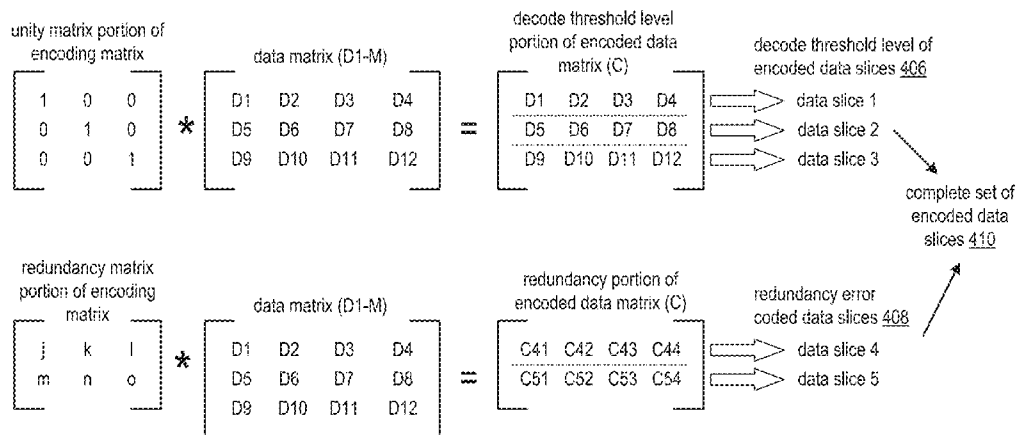 unity matrix portion of
encoding matrix
1 0 0
0 1 0
0 0 1
*
data matrix (D1-M)
D1 D2 D3 D4
D5 D6 D7 D8
D9 D10 D11 D12
=
decode threshold level
portion of encoded data
matrix (C)
D1 D2 D3 D4
D5 D6 D7 D8
D9 D10 D11 D12
decode threshold level of
encoded data slices 406
data slice 1
data slice 2
data slice 3
complete set of
encoded data
slices 410
redundancy matrix
portion of encoding
matrix
j k l
m n o
*
data matrix (D1-M)
D1 D2 D3 D4
D5 D6 D7 D8
D9 D10 D11 D12
=
redundancy portion of
encoded data matrix (C)
C41 C42 C43 C44
C51 C52 C53 C54
redundancy error
coded data slices 408
data slice 4
data slice 5